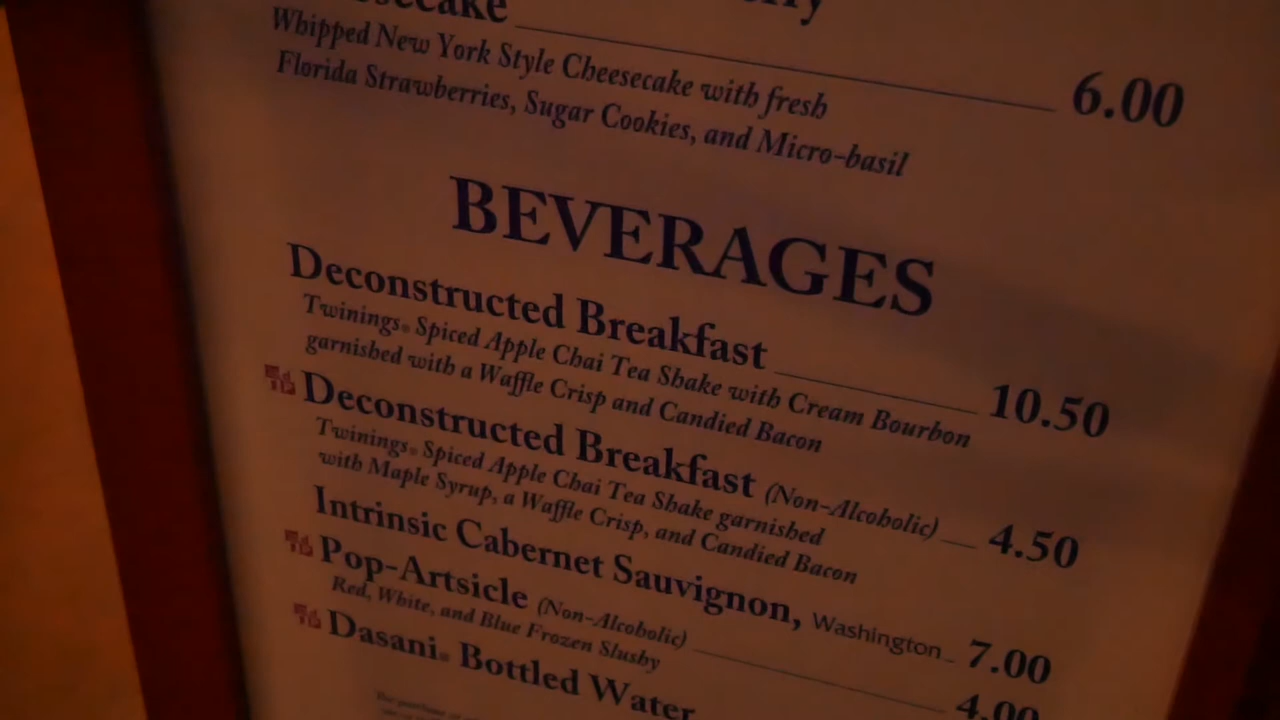 Whipped New York Style Cheesecake with fresh 6.00
Florida Strawberries, Sugar Cookies, and Micro-basil
BEVERAGES
Deconstructed Breakfast 10.50
Twinings® Spiced Apple Chai Tea Shake with Cream Bourbon
garnished with a Waffle Crisp and Candied Bacon
Deconstructed Breakfast (Non-Alcoholic) 4.50
Twinings® Spiced Apple Chai Tea Shake garnished
with Maple Syrup, a Waffle Crisp, and Candied Bacon
Intrinsic Cabernet Sauvignon, Washington 7.00
Pop-Artsicle (Non-Alcoholic) 4.00
Red, White, and Blue Frozen Slushy
Dasani® Bottled Water